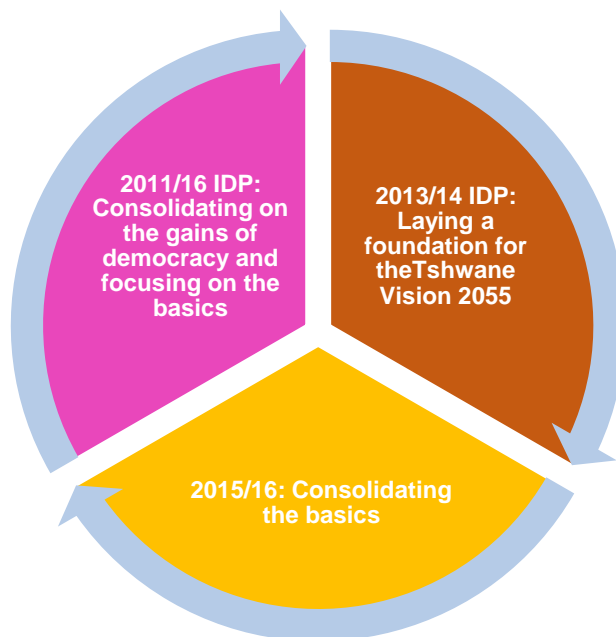 2011/16 IDP:
Consolidating on
the gains of
democracy and
focusing on the
basics
2013/14 IDP:
Laying a
foundation for
theTshwane
Vision 2055
2015/16: Consolidating
the basics